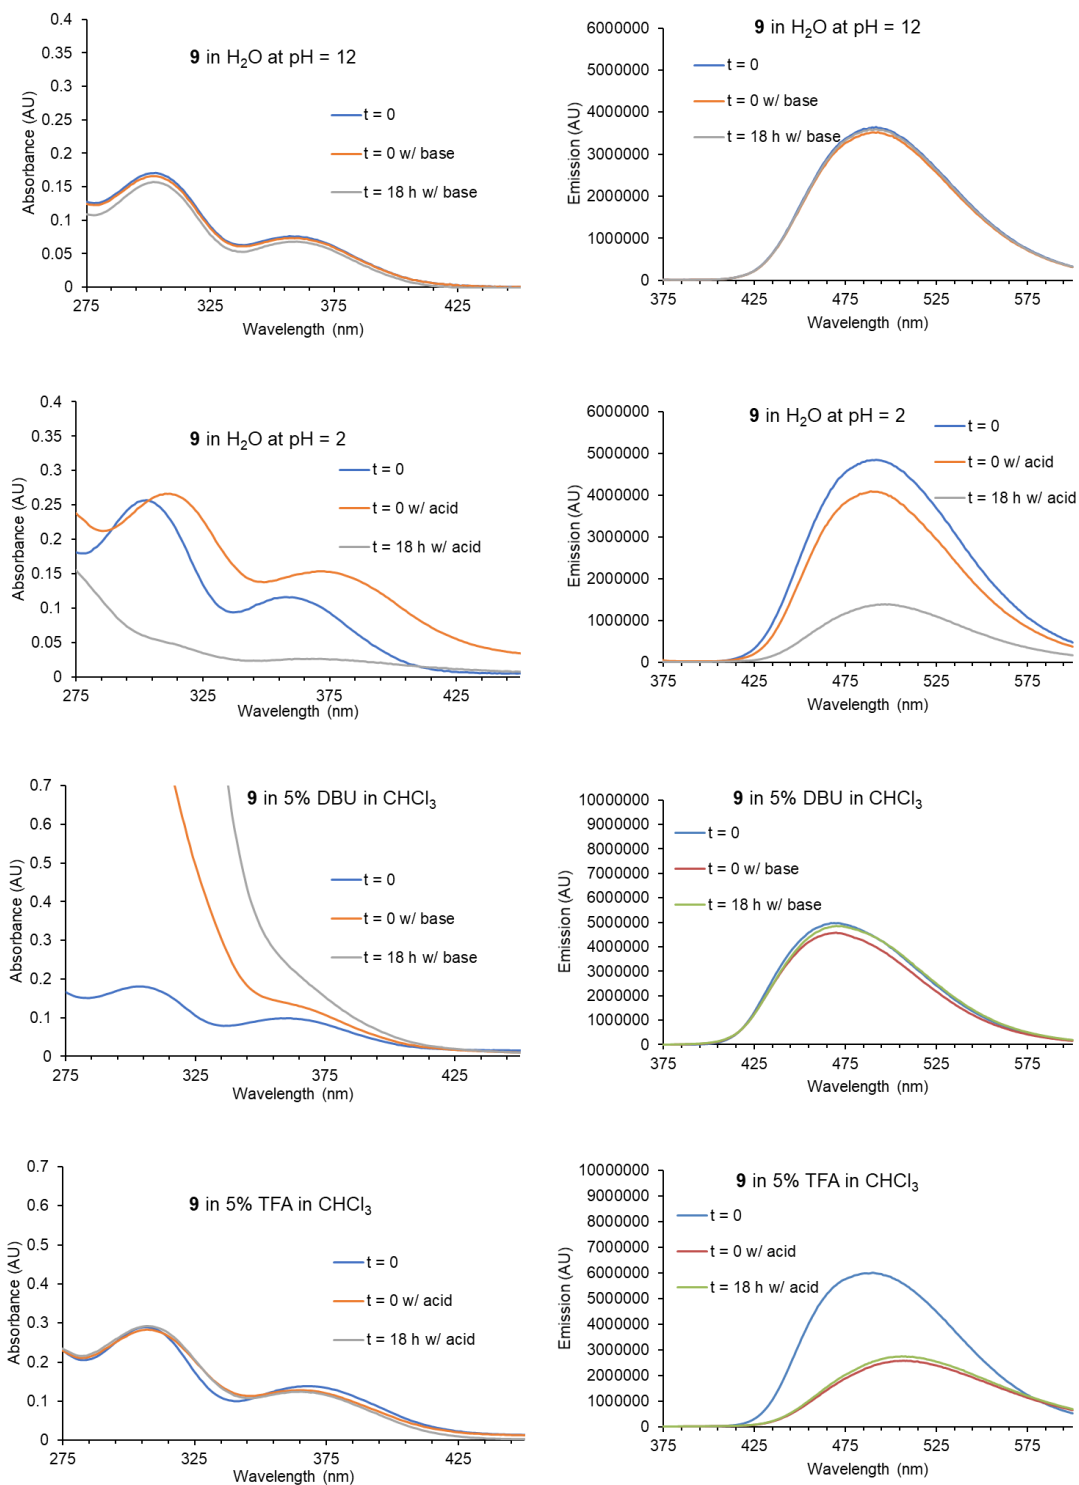 9 in H2O at pH = 12
Absorbance (AU)
0.4
0.35
0.3
0.25
0.2
0.15
0.1
0.05
0
t = 0
t = 0 w/ base
t = 18 h w/ base
275 325 375 425
Wavelength (nm)
9 in H2O at pH = 12
Emission (AU)
6000000
5000000
4000000
3000000
2000000
1000000
0
t = 0
t = 0 w/ base
t = 18 h w/ base
375 425 475 525 575
Wavelength (nm)
9 in H2O at pH = 2
Absorbance (AU)
0.4
0.35
0.3
0.25
0.2
0.15
0.1
0.05
0
t = 0
t = 0 w/ acid
t = 18 h w/ acid
275 325 375 425
Wavelength (nm)
9 in H2O at pH = 2
Emission (AU)
6000000
5000000
4000000
3000000
2000000
1000000
0
t = 0
t = 0 w/ acid
t = 18 h w/ acid
375 425 475 525 575
Wavelength (nm)
9 in 5% DBU in CHCl3
Absorbance (AU)
0.7
0.6
0.5
0.4
0.3
0.2
0.1
0
t = 0
t = 0 w/ base
t = 18 h w/ base
275 325 375 425
Wavelength (nm)
9 in 5% DBU in CHCl3
Emission (AU)
10000000
9000000
8000000
7000000
6000000
5000000
4000000
3000000
2000000
1000000
0
t = 0
t = 0 w/ base
t = 18 h w/ base
375 425 475 525 575
Wavelength (nm)
9 in 5% TFA in CHCl3
Absorbance (AU)
0.7
0.6
0.5
0.4
0.3
0.2
0.1
0
t = 0
t = 0 w/ acid
t = 18 h w/ acid
275 325 375 425
Wavelength (nm)
9 in 5% TFA in CHCl3
Emission (AU)
10000000
9000000
8000000
7000000
6000000
5000000
4000000
3000000
2000000
1000000
0
t = 0
t = 0 w/ acid
t = 18 h w/ acid
375 425 475 525 575
Wavelength (nm)